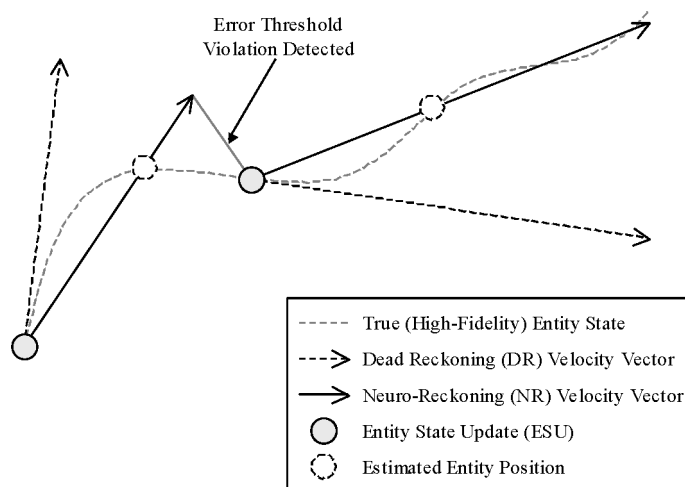 Error Threshold
Violation Detected
True (High-Fidelity) Entity State
Dead Reckoning (DR) Velocity Vector
Neuro-Reckoning (NR) Velocity Vector
Entity State Update (ESU)
Estimated Entity Position